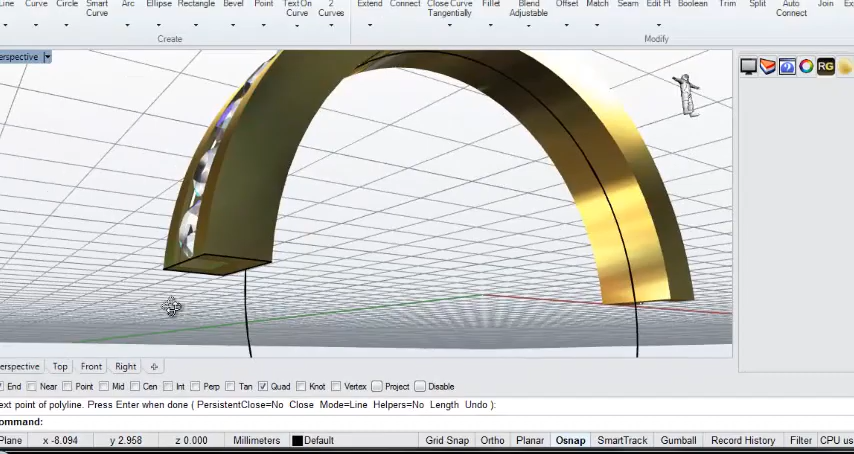 Line Curve Circle Smart Curve Arc Ellipse Rectangle Bevel Point Text On Curve 2 Curves Extend Connect Close Curve Tangentially Fillet Blend Adjustable Offset Match Seam Edit Pt Boolean Trim Split Auto Connect Join Ex
Create Modify
erspective
RG
erspective Top Front Right
End Near Point Mid Cen Int Perp Tan Quad Knot Vertex Project Disable
ext point of polyline. Press Enter when done ( PersistentClose=No Close Mode=Line Helpers=No Length Undo ):
ommand:
Plane x -8.094 y 2.958 z 0.000 Millimeters Default Grid Snap Ortho Planar Osnap SmartTrack Gumball Record History Filter CPU us